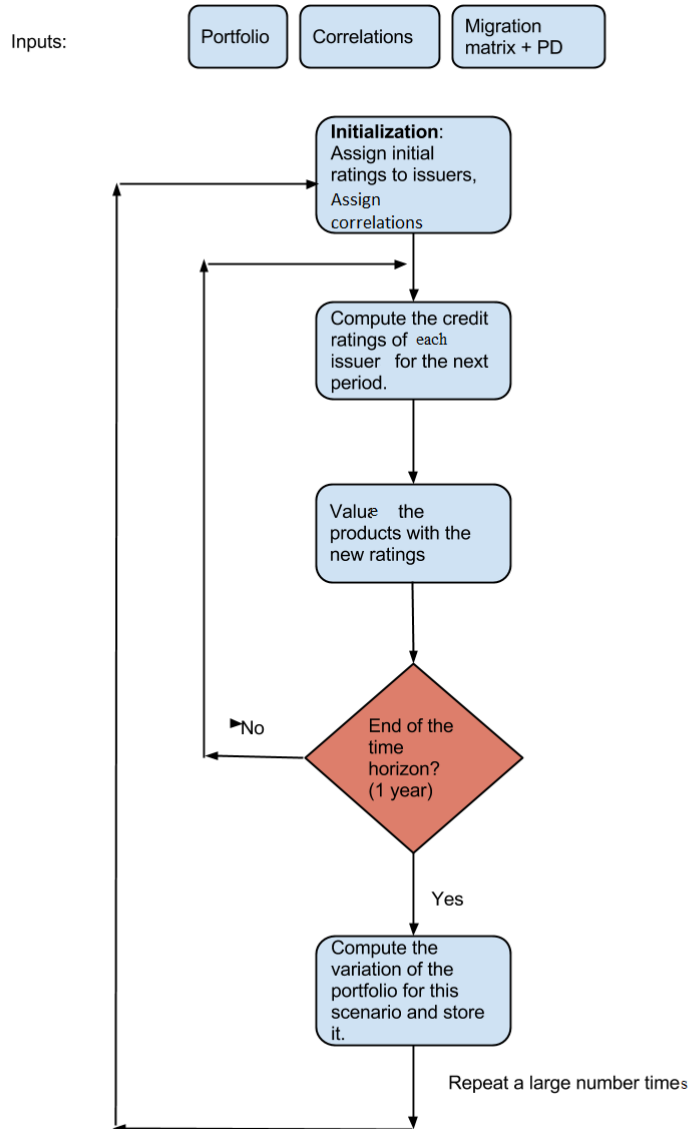 Inputs:
Portfolio
Correlations
Migration
matrix + PD
Initialization:
Assign initial
ratings to issuers,
Assign
correlations
Compute the credit
ratings of each
issuer for the next
period.
Value the
products with the
new ratings
End of the
time
horizon?
(1 year)
No
Yes
Compute the
variation of the
portfolio for this
scenario and store
it.
Repeat a large number times